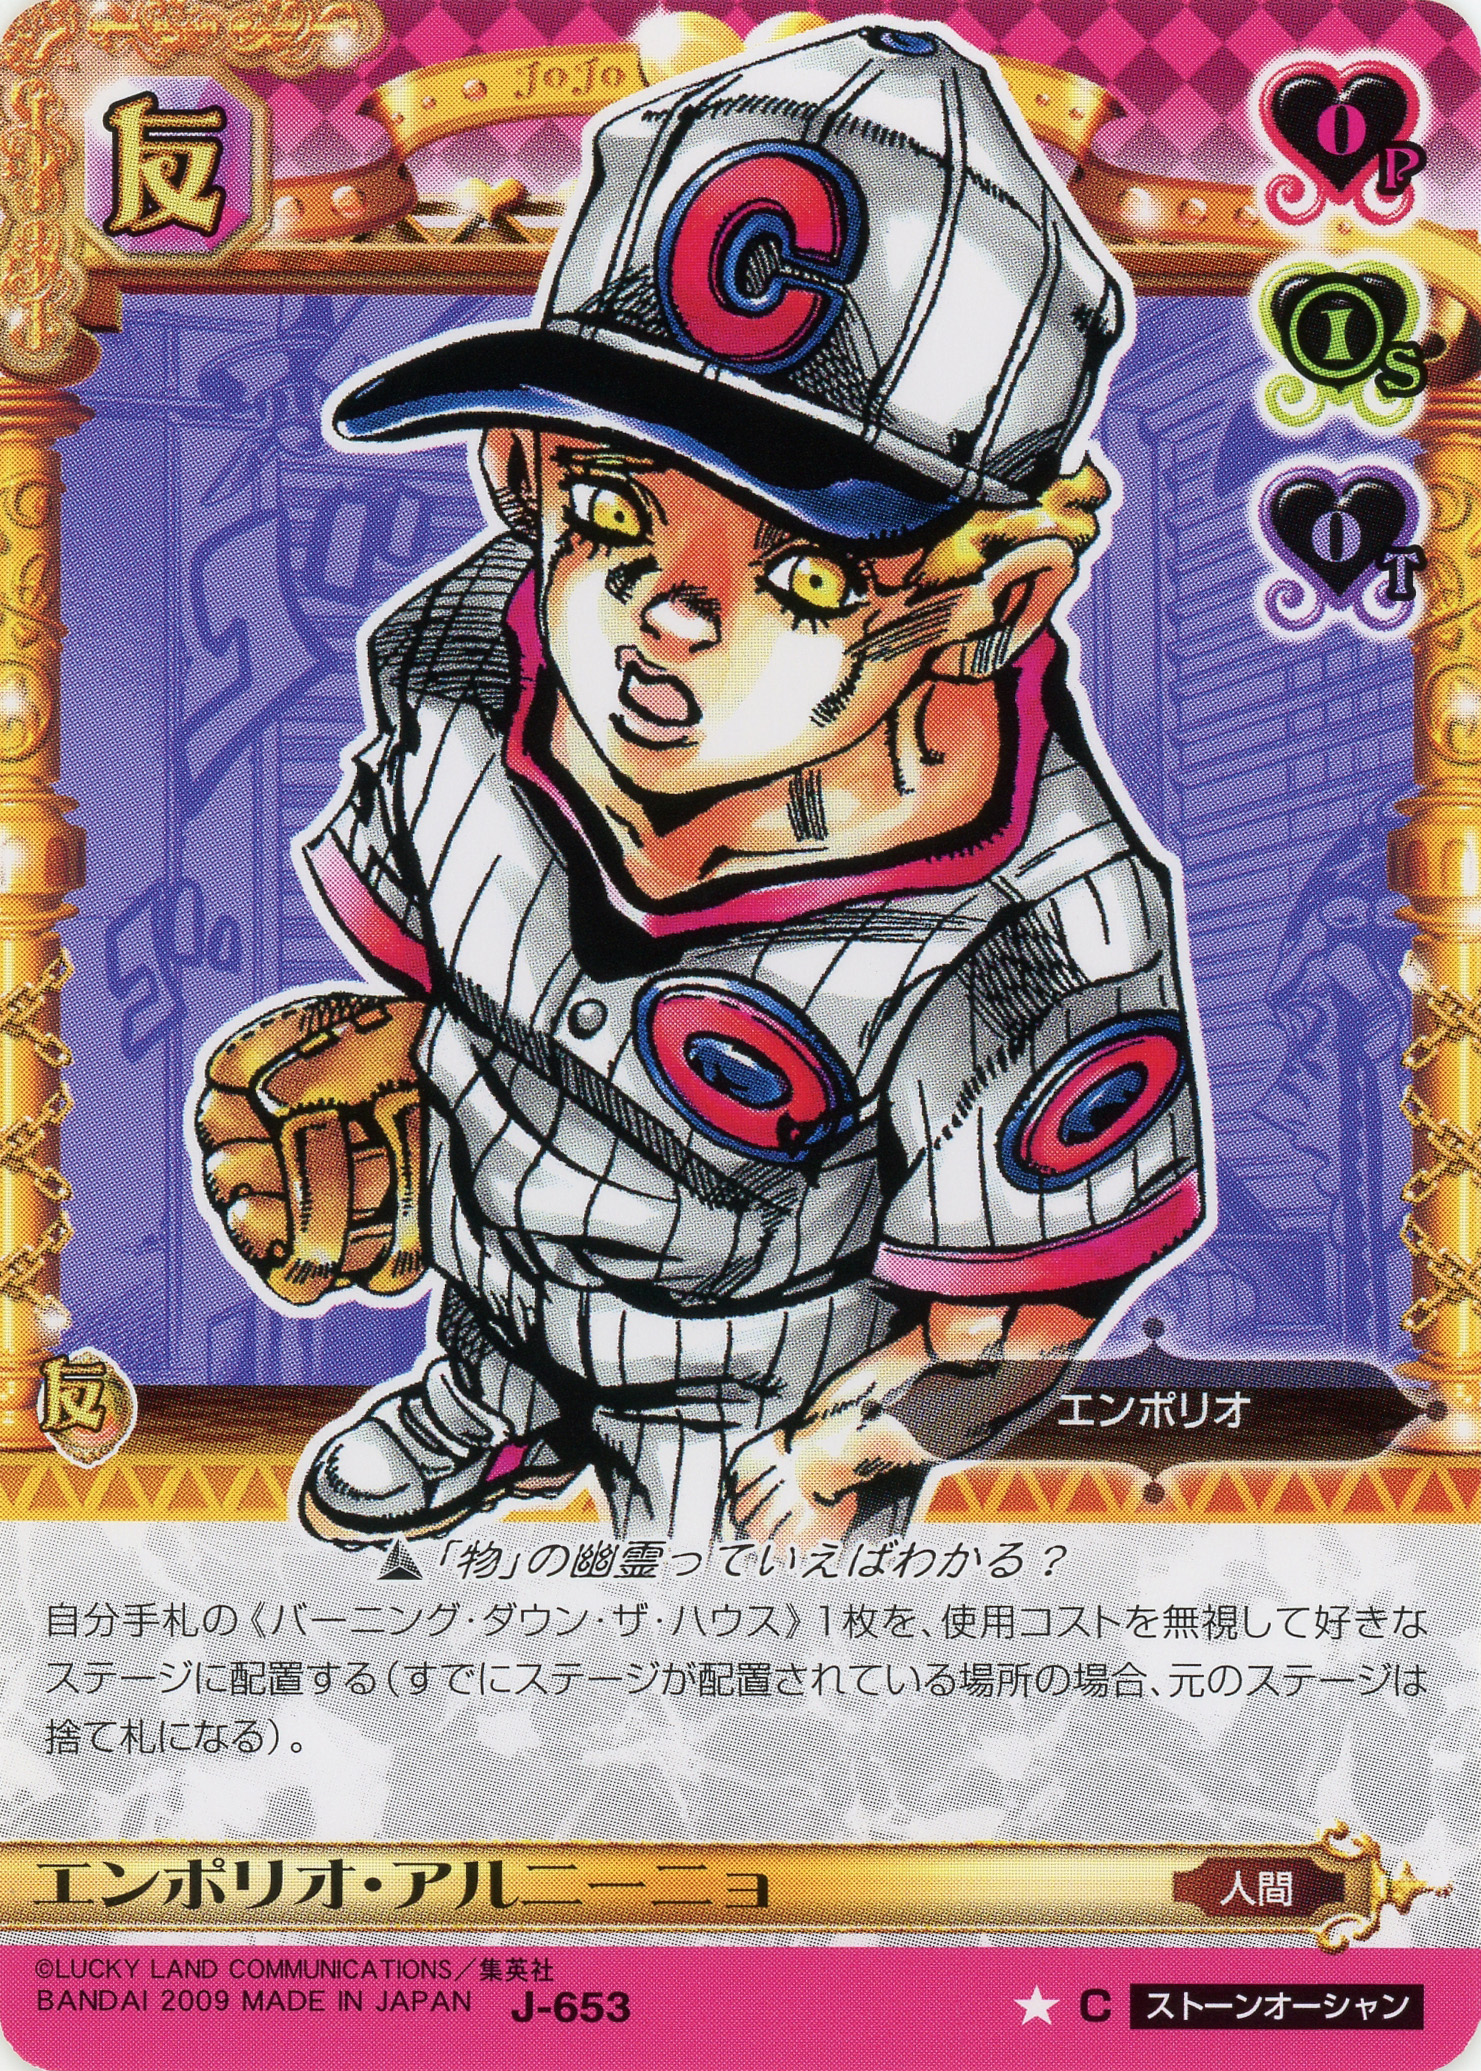 JoJo
友
0 P
C
1 S
0 T
友
エンポリオ
「物」の幽霊っていえばわかる？
自分手札の《バーニング・ダウン・ザ・ハウス》1枚を、使用コストを無視して好きな
ステージに配置する（すでにステージが配置されている場所の場合、元のステージは
捨て札になる）。
エンポリオ・アルニーニョ
人間
©LUCKY LAND COMMUNICATIONS／集英社
BANDAI 2009 MADE IN JAPAN J-653
★ C ストーンオーシャン